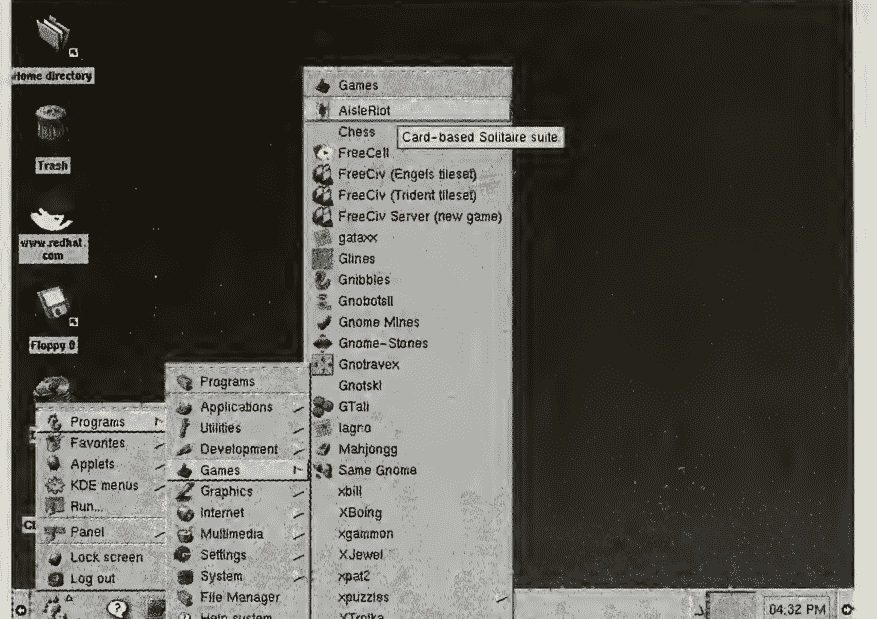 Home directory
Trash
www.redhat.
com
Floppy 0
Programs
Favorites
Applets
KDE menus
Run...
Panel
Lock screen
Log out
Programs
Applications
Utilities
Development
Games
Graphics
Internet
Multimedia
Settings
System
File Manager
Help system
Games
AisleRiot
Card-based Solitaire suite
Chess
FreeCell
FreeCiv (Engels tileset)
FreeCiv (Trident tileset)
FreeCiv Server (new game)
gataxx
Glines
Gnibbles
GnobotsII
Gnome Mines
Gnome-Stones
Gnotravex
Gnotski
GTali
Iagno
Mahjongg
Same Gnome
xbill
XBoing
xgammon
XJewel
xpat2
xpuzzles
XTrojka
04:32 PM